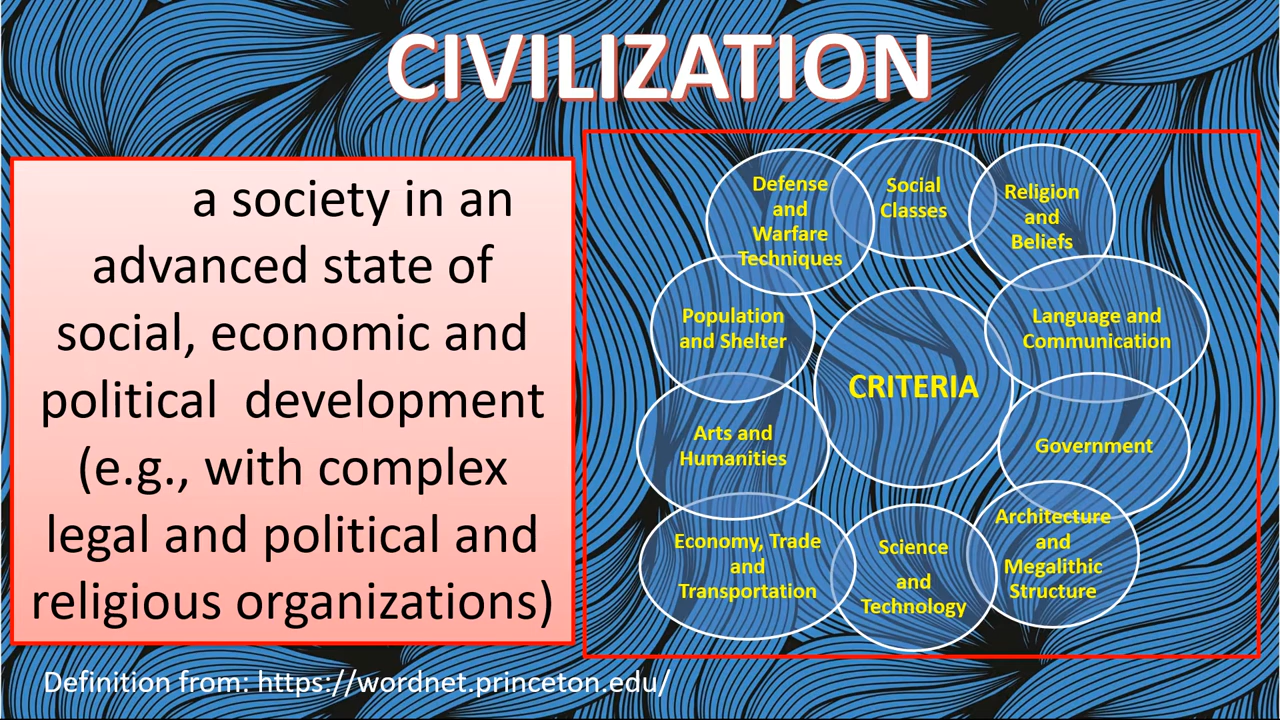 CIVILIZATION
a society in an
advanced state of
social, economic and
political  development
(e.g., with complex
legal and political and
religious organizations)
Defense
and
Warfare
Techniques
Social
Classes
Religion
and
Beliefs
Population
and Shelter
Language and
Communication
CRITERIA
Arts and
Humanities
Government
Economy, Trade
and
Transportation
Science
and
Technology
Architecture
and
Megalithic
Structure
Definition from: https://wordnet.princeton.edu/